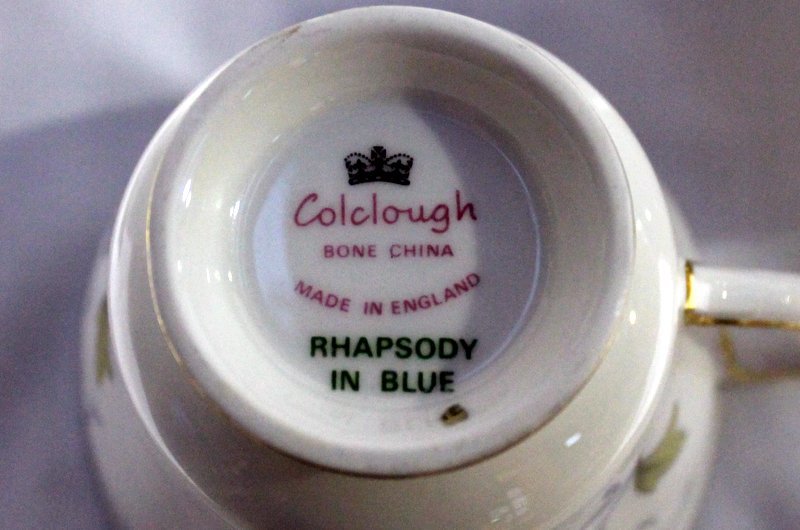 Colclough
BONE CHINA
MADE IN ENGLAND
RHAPSODY
IN BLUE